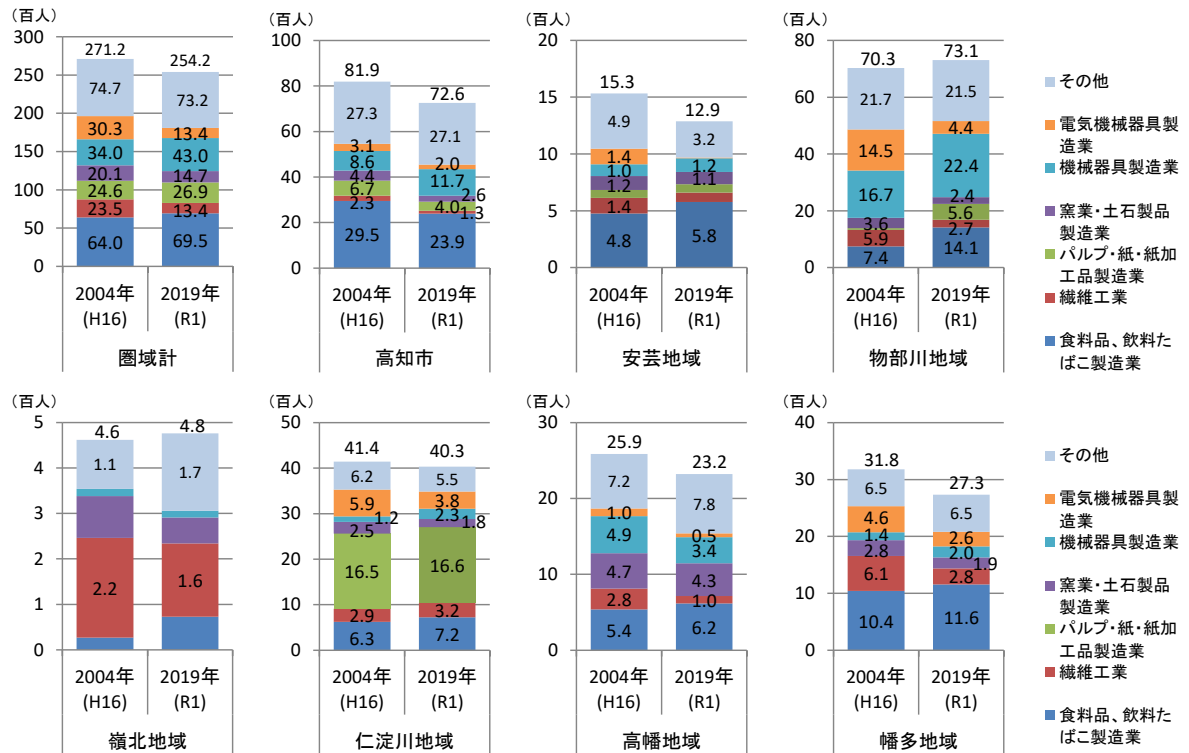 （百人）
300
250
200
150
100
50
0
271.2
254.2
74.7
73.2
30.3
13.4
34.0
43.0
20.1
14.7
24.6
26.9
23.5
13.4
64.0
69.5
2004年
(H16)
2019年
(R1)
圏域計
（百人）
100
80
60
40
20
0
81.9
72.6
27.3
27.1
3.1
2.0
8.6
11.7
4.4
2.6
6.7
4.0
2.3
1.3
29.5
23.9
2004年
(H16)
2019年
(R1)
高知市
（百人）
20
15
10
5
0
15.3
12.9
4.9
3.2
1.4
1.0
1.2
1.2
1.1
1.4
4.8
5.8
2004年
(H16)
2019年
(R1)
安芸地域
（百人）
80
60
40
20
0
70.3
73.1
21.7
21.5
14.5
4.4
16.7
22.4
3.6
2.4
5.6
5.9
2.7
7.4
14.1
2004年
(H16)
2019年
(R1)
物部川地域
その他
電気機械器具製
造業
機械器具製造業
窯業・土石製品
製造業
パルプ・紙・紙加
工品製造業
繊維工業
食料品、飲料た
ばこ製造業
（百人）
5
4
3
2
1
0
4.6
4.8
1.1
1.7
2.2
1.6
2004年
(H16)
2019年
(R1)
嶺北地域
（百人）
50
40
30
20
10
0
41.4
40.3
6.2
5.5
5.9
3.8
1.2
2.3
2.5
1.8
16.5
16.6
2.9
3.2
6.3
7.2
2004年
(H16)
2019年
(R1)
仁淀川地域
（百人）
30
20
10
0
25.9
23.2
7.2
7.8
1.0
0.5
4.9
3.4
4.7
4.3
2.8
1.0
5.4
6.2
2004年
(H16)
2019年
(R1)
高幡地域
（百人）
40
30
20
10
0
31.8
27.3
6.5
6.5
4.6
2.6
1.4
2.0
2.8
1.9
6.1
2.8
10.4
11.6
2004年
(H16)
2019年
(R1)
幡多地域
その他
電気機械器具製
造業
機械器具製造業
窯業・土石製品
製造業
パルプ・紙・紙加
工品製造業
繊維工業
食料品、飲料た
ばこ製造業